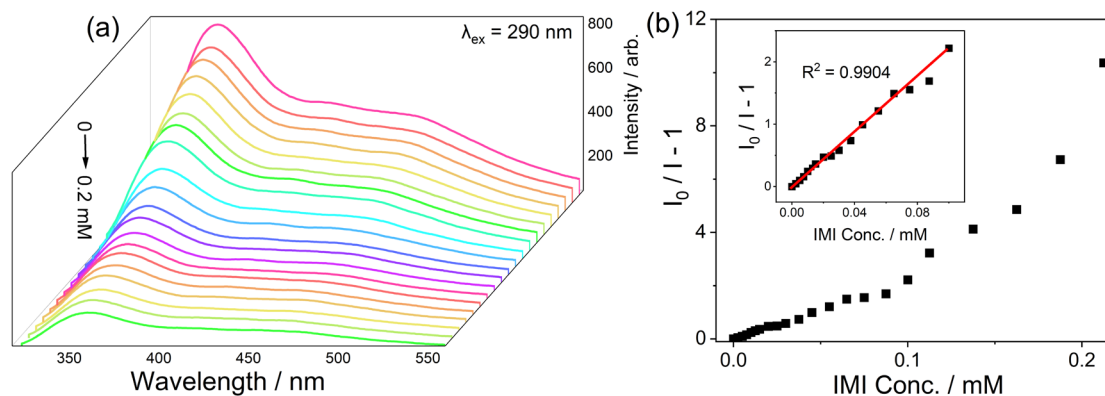 (a)
λex = 290 nm
800
600
400
200
Intensity / arb.
0 → 0.2 mM
350
400
450
500
550
Wavelength / nm
(b)
12
8
4
0
I0 / I - 1
0.0
0.1
0.2
IMI Conc. / mM
R2 = 0.9904
2
1
0
I0 / I - 1
0.00
0.04
0.08
IMI Conc. / mM